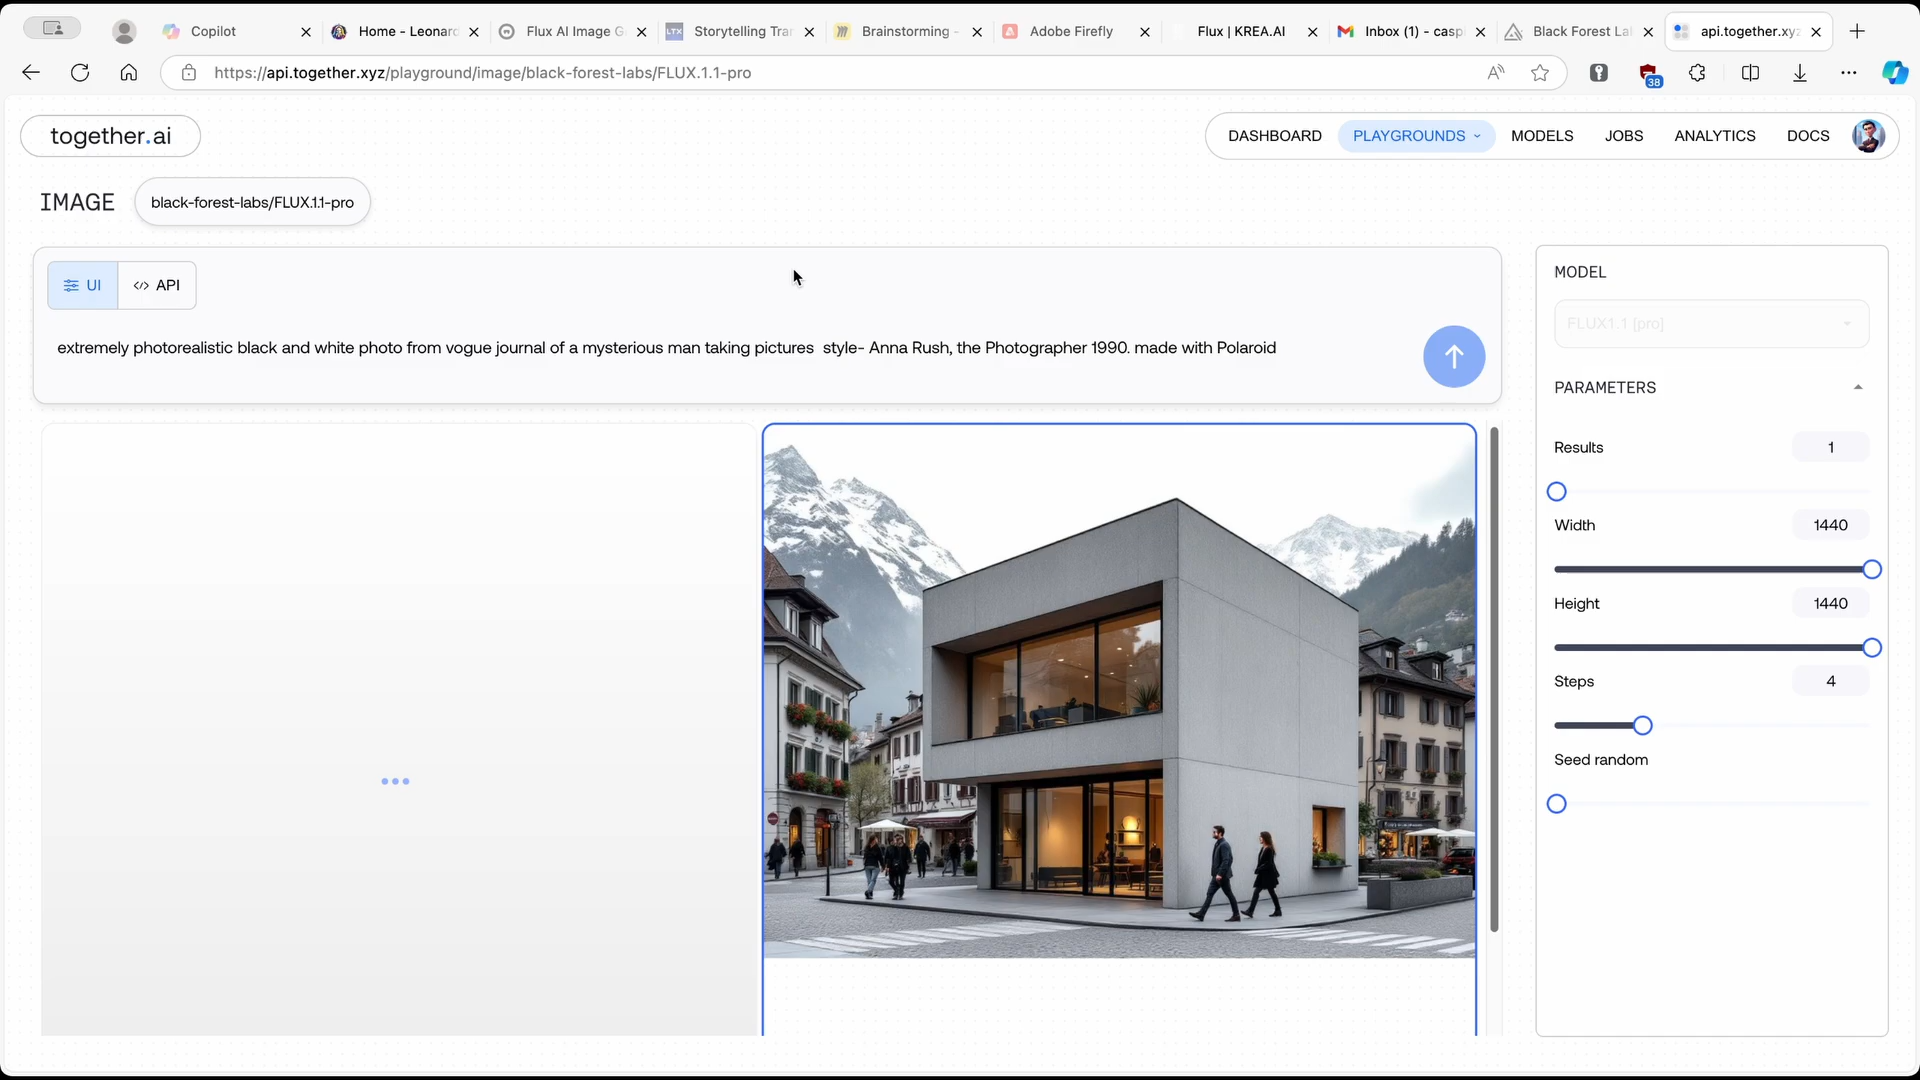 Copilot
Home - Leonard
Flux AI Image G
LTX
Storytelling Tra
Brainstorming -
Adobe Firefly
Flux | KREA.AI
Inbox (1) - casp
Black Forest La
api.together.xyz
https://api.together.xyz/playground/image/black-forest-labs/FLUX.1.1-pro
38
together.ai
DASHBOARD
PLAYGROUNDS
MODELS
JOBS
ANALYTICS
DOCS
IMAGE
black-forest-labs/FLUX.1.1-pro
UI
</> API
MODEL
FLUX1.1 [pro]
extremely photorealistic black and white photo from vogue journal of a mysterious man taking pictures  style- Anna Rush, the Photographer 1990. made with Polaroid
PARAMETERS
Results
1
Width
1440
Height
1440
Steps
4
Seed random